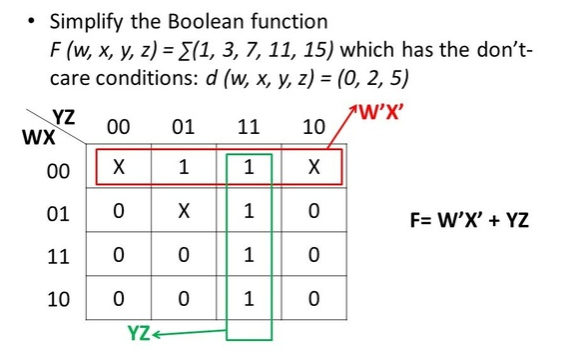 • Simplify the Boolean function
F (w, x, y, z) = ∑(1, 3, 7, 11, 15) which has the don't-
care conditions: d (w, x, y, z) = (0, 2, 5)
W'X'
YZ
WX
00 01 11 10
00 X 1 1 X
01 0 X 1 0
F= W'X' + YZ
11 0 0 1 0
10 0 0 1 0
YZ